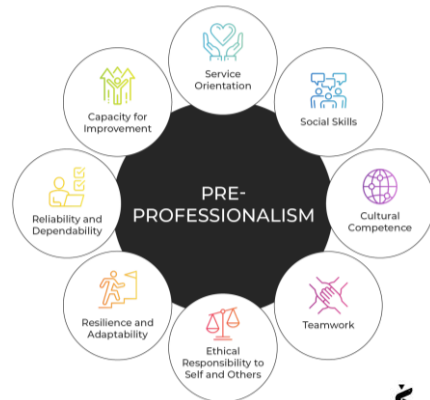 PRE-
PROFESSIONALISM
Service
Orientation
Social Skills
Cultural
Competence
Teamwork
Ethical
Responsibility to
Self and Others
Resilience and
Adaptability
Reliability and
Dependability
Capacity for
Improvement